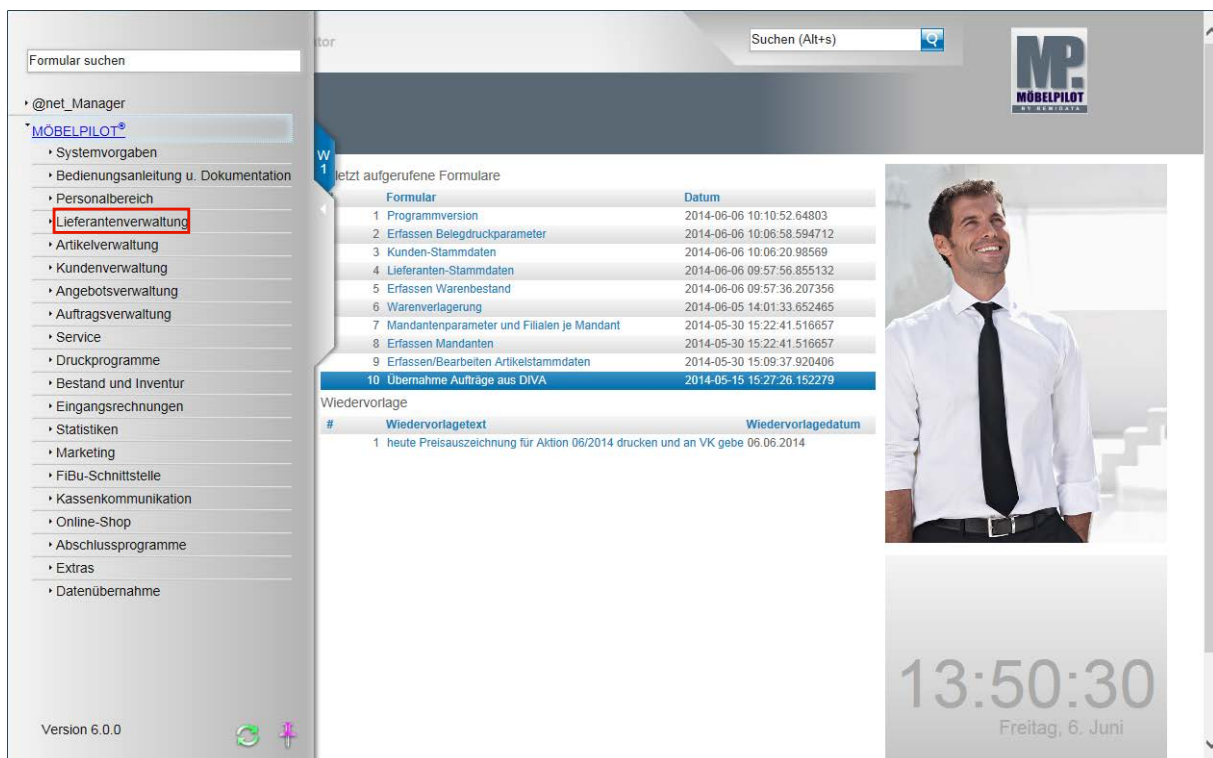 Formular suchen
@net_Manager
MÖBELPILOT®
Systemvorgaben
Bedienungsanleitung u. Dokumentation
Personalbereich
Lieferantenverwaltung
Artikelverwaltung
Kundenverwaltung
Angebotsverwaltung
Auftragsverwaltung
Service
Druckprogramme
Bestand und Inventur
Eingangsrechnungen
Statistiken
Marketing
FiBu-Schnittstelle
Kassenkommunikation
Online-Shop
Abschlussprogramme
Extras
Datenübernahme
Version 6.0.0
W
1
Suchen (Alt+s)
MP.
MÖBELPILOT
BY BEMIDATA
letzt aufgerufene Formulare
Formular Datum
1 Programmversion 2014-06-06 10:10:52.64803
2 Erfassen Belegdruckparameter 2014-06-06 10:06:58.594712
3 Kunden-Stammdaten 2014-06-06 10:06:20.98569
4 Lieferanten-Stammdaten 2014-06-06 09:57:56.855132
5 Erfassen Warenbestand 2014-06-06 09:57:36.207356
6 Warenverlagerung 2014-06-05 14:01:33.652465
7 Mandantenparameter und Filialen je Mandant 2014-05-30 15:22:41.516657
8 Erfassen Mandanten 2014-05-30 15:22:41.516657
9 Erfassen/Bearbeiten Artikelstammdaten 2014-05-30 15:09:37.920406
10 Übernahme Aufträge aus DIVA 2014-05-15 15:27:26.152279
Wiedervorlage
# Wiedervorlagetext Wiedervorlagedatum
1 heute Preisauszeichnung für Aktion 06/2014 drucken und an VK gebe 06.06.2014
13:50:30
Freitag, 6. Juni